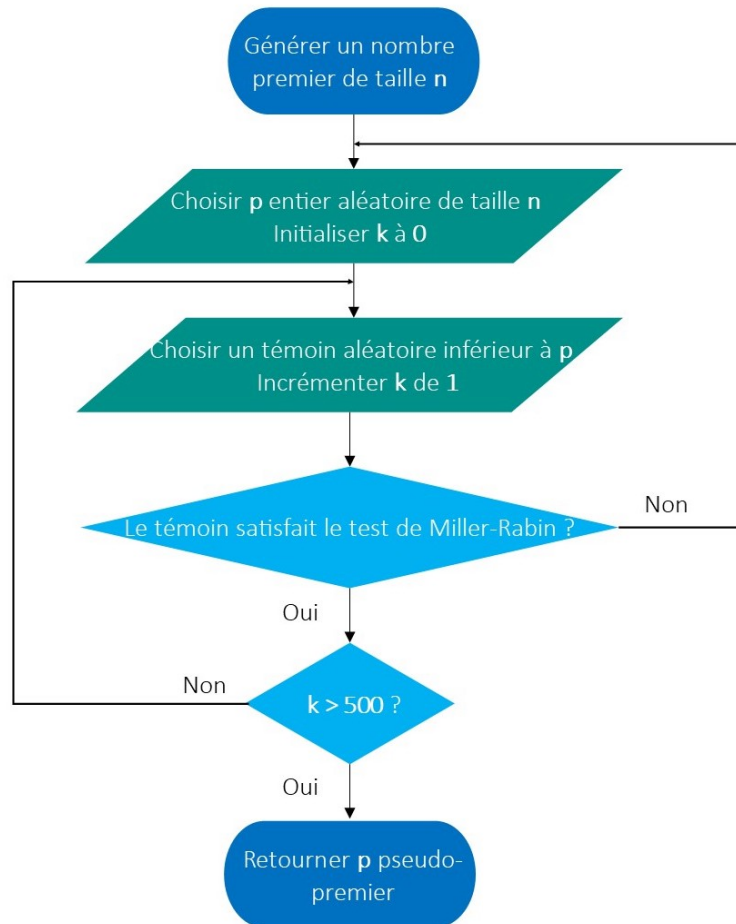 Générer un nombre
premier de taille n
Choisir p entier aléatoire de taille n
Initialiser k à 0
Choisir un témoin aléatoire inférieur à p
Incrémenter k de 1
Le témoin satisfait le test de Miller-Rabin ?
Non
Oui
Non
k > 500 ?
Oui
Retourner p pseudo-
premier